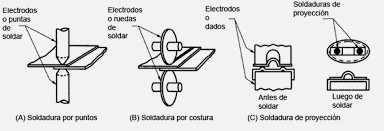 Electrodos
o puntas
de
soldar
Electrodos
o ruedas
de soldar
Electrodos
o
dados
Soldaduras
de
proyección
Antes de
soldar
Luego de
soldar
(A) Soldadura por puntos
(B) Soldadura por costura
(C) Soldadura de proyección